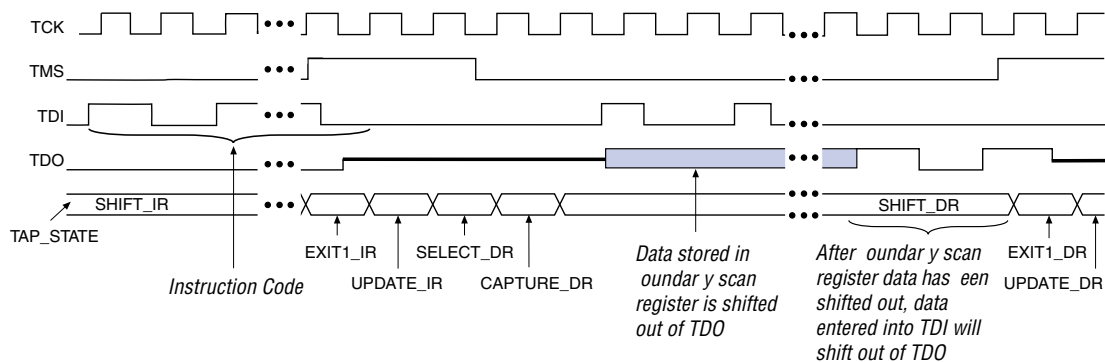 TCK
TMS
TDI
TDO
SHIFT_IR
SHIFT_DR
TAP_STATE
EXIT1_IR
SELECT_DR
UPDATE_IR
CAPTURE_DR
Instruction Code
Data stored in
oundar y scan
register is shifted
out of TDO
After oundar y scan
register data has een
shifted out, data
entered into TDI will
shift out of TDO
EXIT1_DR
UPDATE_DR